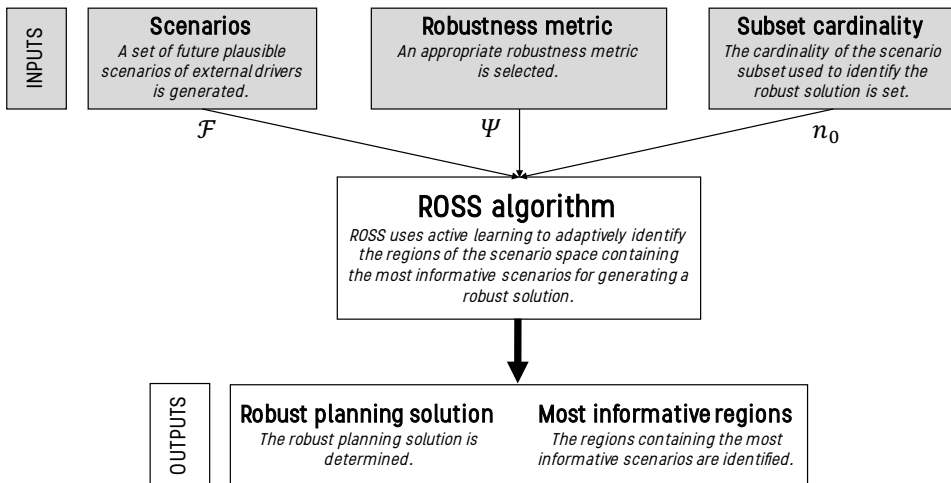 INPUTS
Scenarios
A set of future plausible
scenarios of external drivers
is generated.
Robustness metric
An appropriate robustness metric
is selected.
Subset cardinality
The cardinality of the scenario
subset used to identify the
robust solution is set.
ℱ
Ψ
n₀
ROSS algorithm
ROSS uses active learning to adaptively identify
the regions of the scenario space containing
the most informative scenarios for generating a
robust solution.
OUTPUTS
Robust planning solution
The robust planning solution is
determined.
Most informative regions
The regions containing the most
informative scenarios are identified.